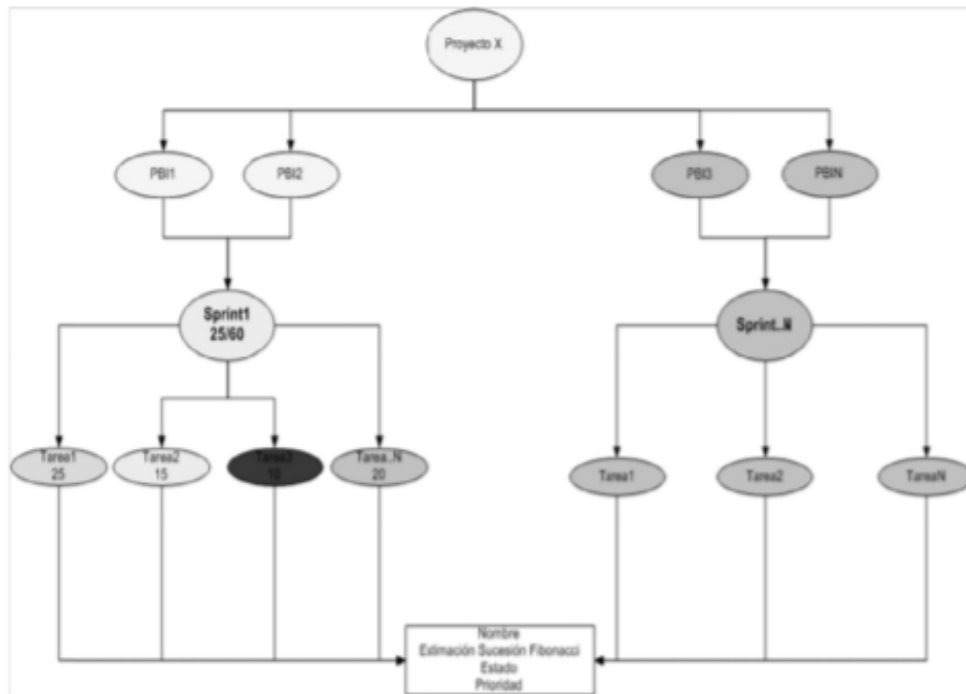 Proyecto X
PBI1
PBI2
PBI3
PBIN
Sprint1
25/60
Sprint..N
Tarea1
25
Tarea2
15
Tarea3
10
Tarea..N
20
Tarea1
Tarea2
TareaN
Nombre
Estimación Sucesión Fibonacci
Estado
Prioridad